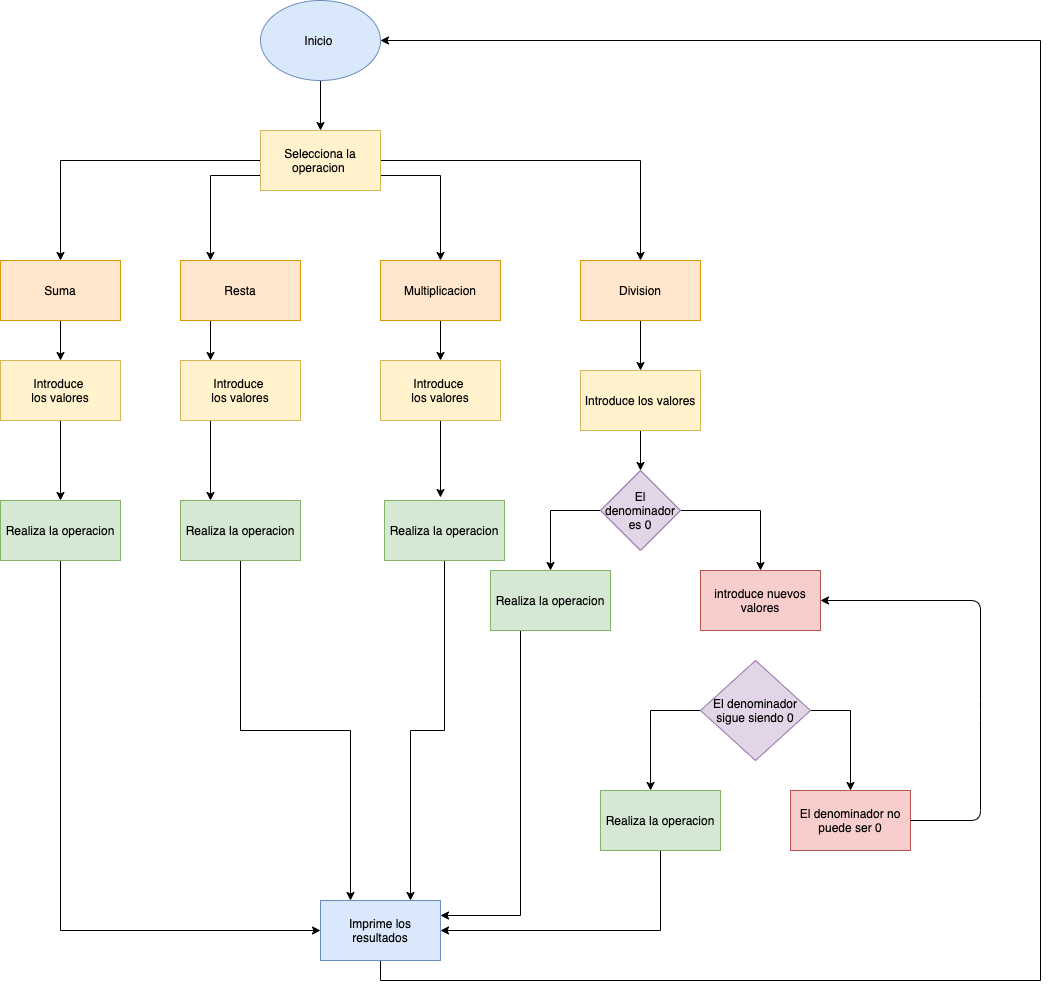 Inicio
Selecciona la
operacion
Suma
Resta
Multiplicacion
Division
Introduce
los valores
Introduce
los valores
Introduce
los valores
Introduce los valores
El
denominador
es 0
Realiza la operacion
Realiza la operacion
Realiza la operacion
Realiza la operacion
introduce nuevos
valores
El denominador
sigue siendo 0
Realiza la operacion
El denominador no
puede ser 0
Imprime los
resultados